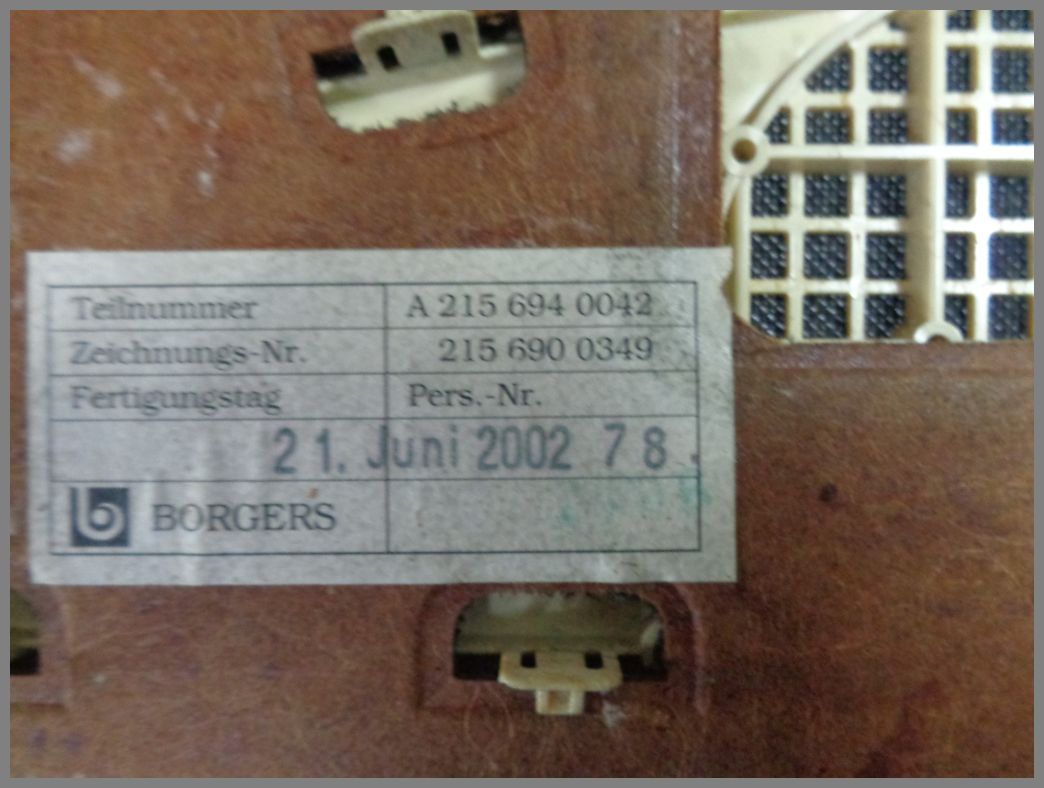 Teilnummer A 215 694 0042
Zeichnungs-Nr. 215 690 0349
Fertigungstag Pers.-Nr.
21. Juni 2002 78.
b BORGERS